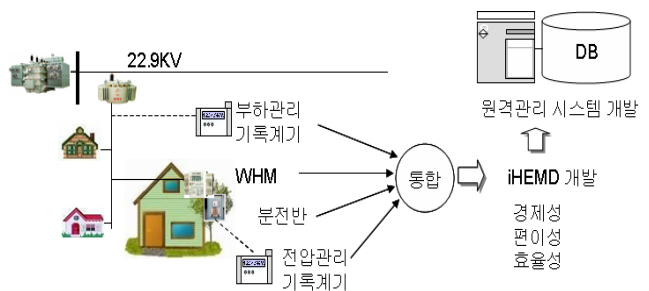 22.9KV
DB
원격관리 시스템 개발
부하관리
기록계기
WHM
분전반
전압관리
기록계기
통합
iHEMD 개발
경제성
편이성
효율성